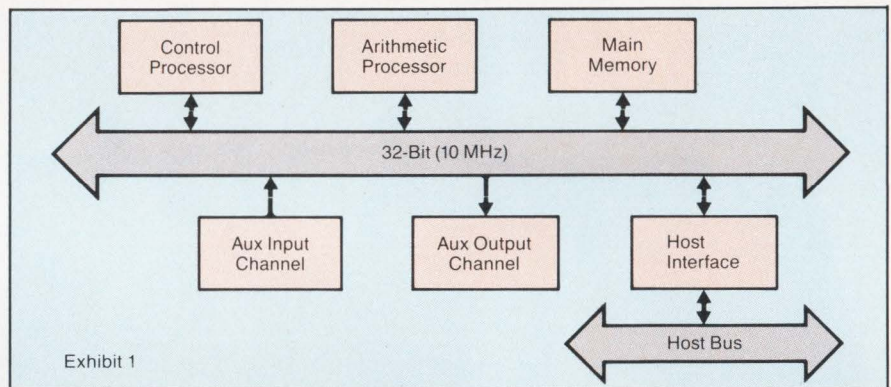 Control
Processor
Arithmetic
Processor
Main
Memory
32-Bit (10 MHz)
Aux Input
Channel
Aux Output
Channel
Host
Interface
Host Bus
Exhibit 1